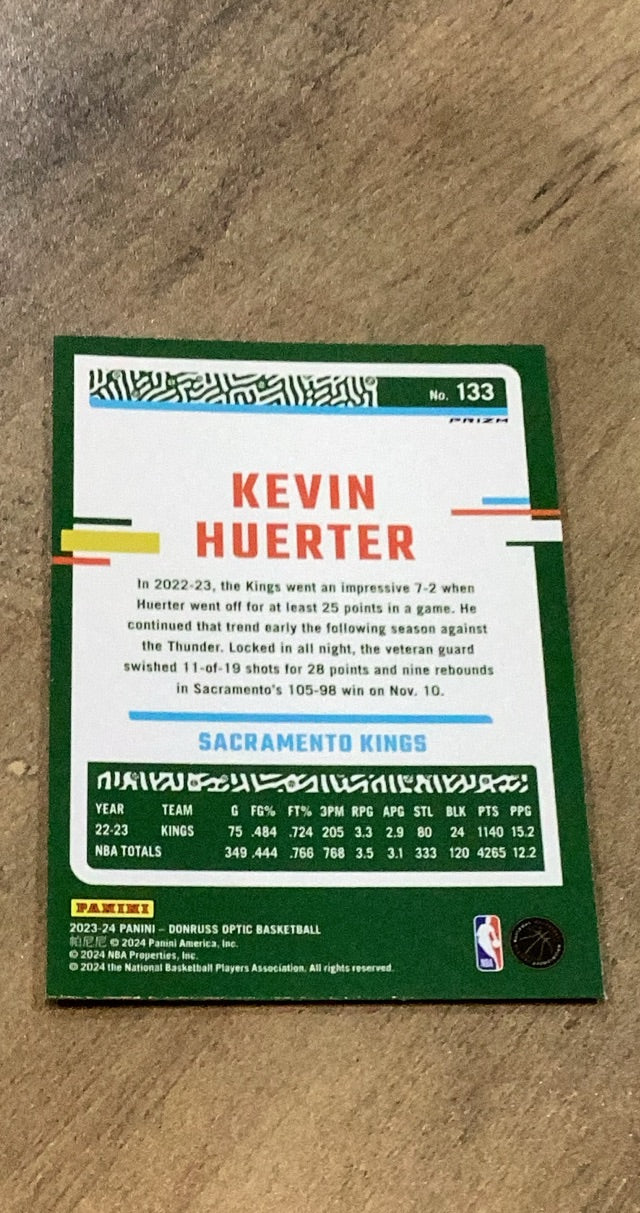 No. 133
PRIZM
KEVIN
HUERTER
In 2022-23, the Kings went an impressive 7-2 when
Huerter went off for at least 25 points in a game. He
continued that trend early the following season against
the Thunder. Locked in all night, the veteran guard
swished 11-of-19 shots for 28 points and nine rebounds
in Sacramento's 105-98 win on Nov. 10.
SACRAMENTO KINGS
YEAR TEAM G FG% FT% 3PM RPG APG STL BLK PTS PPG
22-23 KINGS 75 .484 .724 205 3.3 2.9 80 24 1140 15.2
NBA TOTALS 349 .444 .766 768 3.5 3.1 333 120 4265 12.2
PANINI
2023-24 PANINI – DONRUSS OPTIC BASKETBALL
帕尼尼 © 2024 Panini America, Inc.
© 2024 NBA Properties, Inc.
© 2024 the National Basketball Players Association. All rights reserved.
NBA